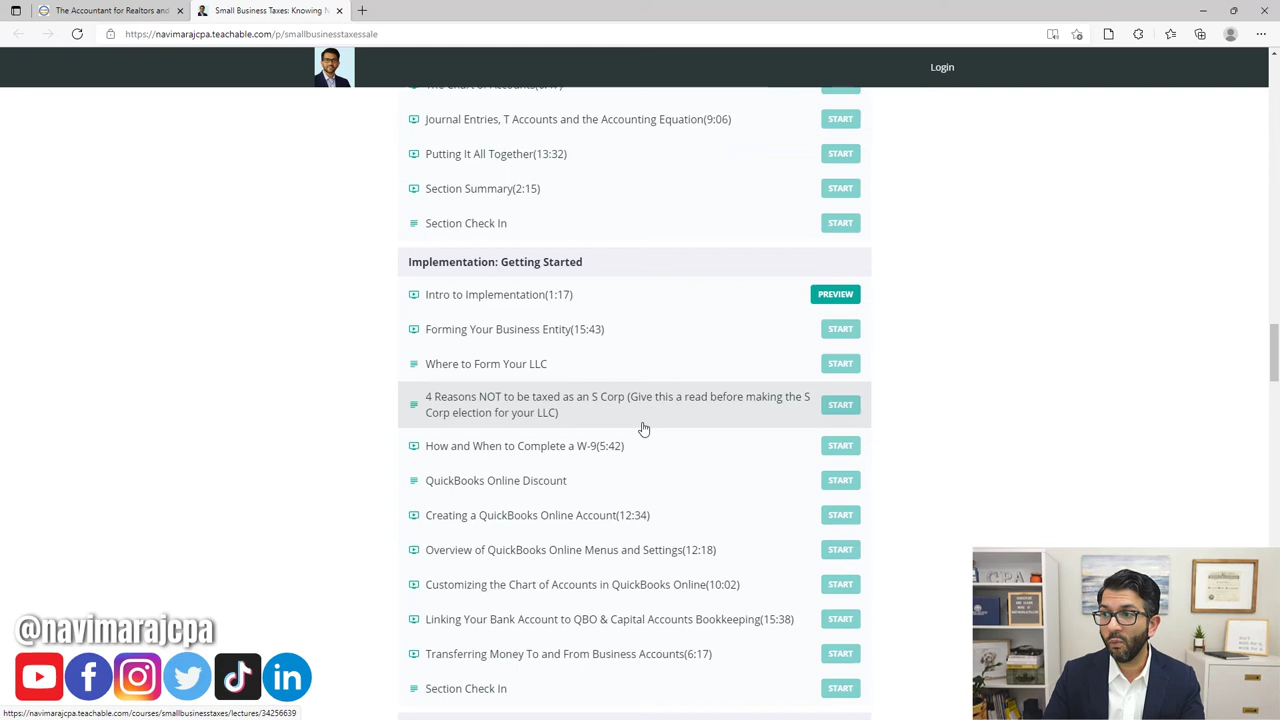 The Accountant for Realtors and
Small Business Taxes: Knowing N
https://navimarajcpa.teachable.com/p/smallbusinesstaxessale
Login
Journal Entries, T Accounts and the Accounting Equation(9:06)
START
Putting It All Together(13:32)
START
Section Summary(2:15)
START
Section Check In
START
Implementation: Getting Started
Intro to Implementation(1:17)
PREVIEW
Forming Your Business Entity(15:43)
START
Where to Form Your LLC
START
4 Reasons NOT to be taxed as an S Corp (Give this a read before making the S
Corp election for your LLC)
START
How and When to Complete a W-9(5:42)
START
QuickBooks Online Discount
START
Creating a QuickBooks Online Account(12:34)
START
Overview of QuickBooks Online Menus and Settings(12:18)
START
Customizing the Chart of Accounts in QuickBooks Online(10:02)
START
Linking Your Bank Account to QBO & Capital Accounts Bookkeeping(15:38)
START
Transferring Money To and From Business Accounts(6:17)
START
Section Check In
START
@navimarajcpa
in
https://navimarajcpa.teachable.com/courses/smallbusinesstaxes/lectures/34256639
CPA